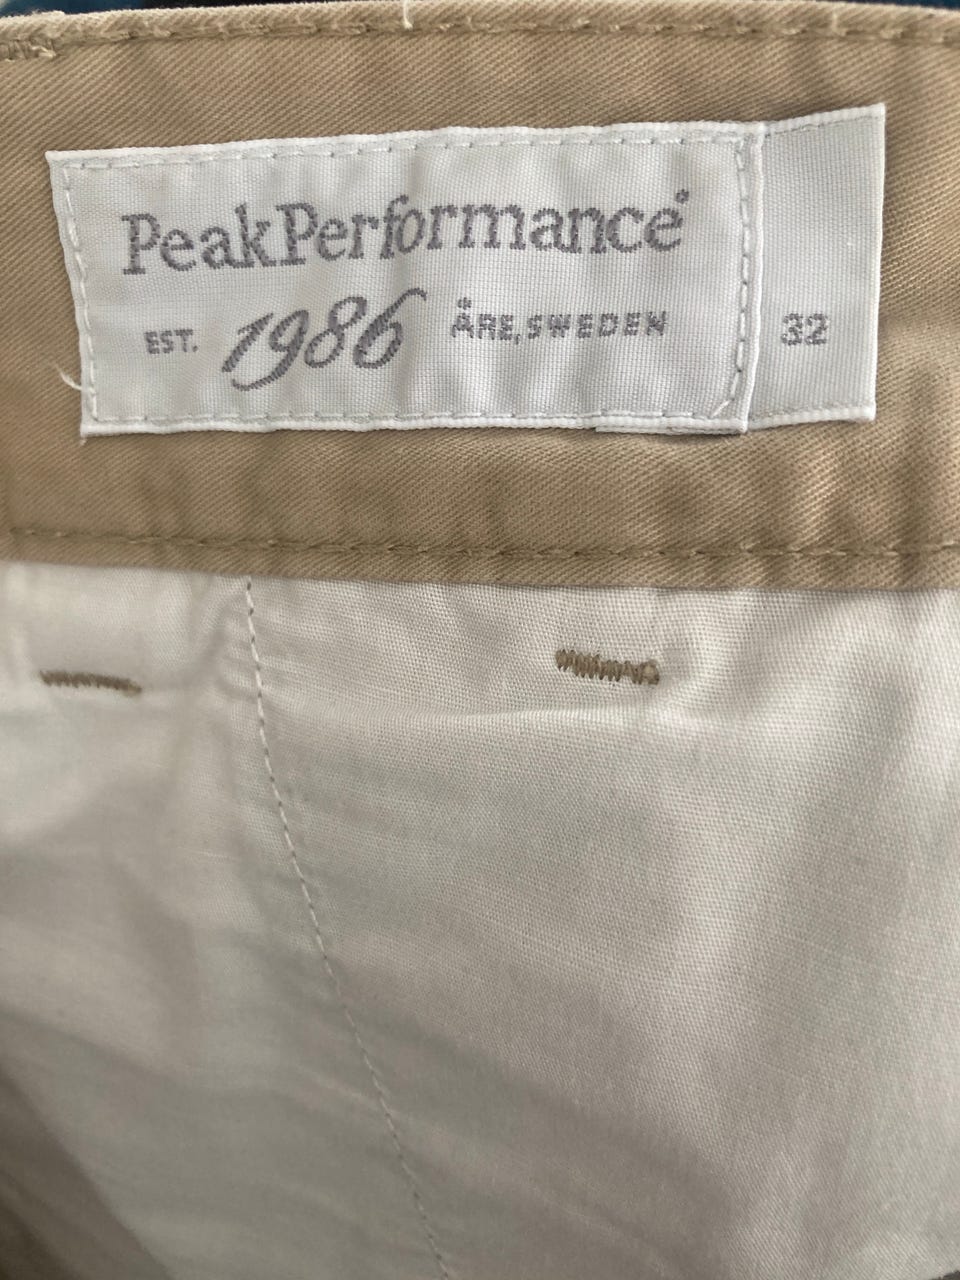 PeakPerformance
EST. 1986 ÅRE, SWEDEN
32